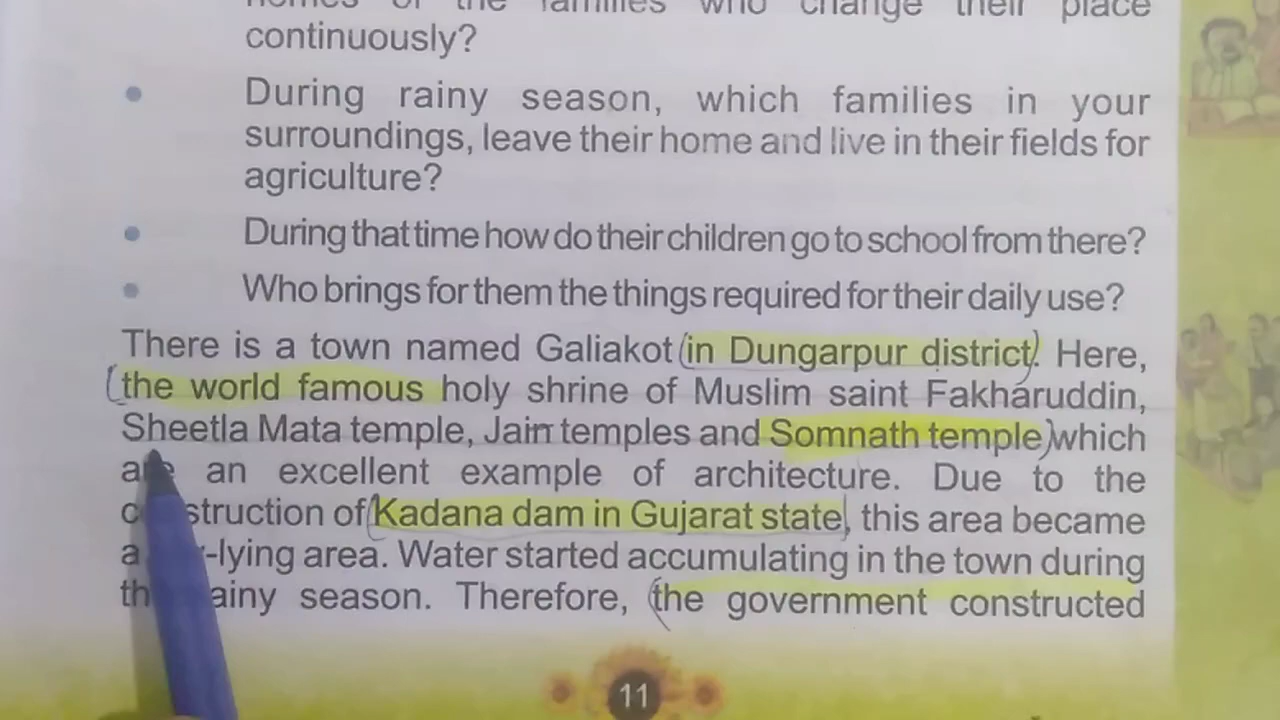 homes of the families who change their place
continuously?
• During rainy season, which families in your
surroundings, leave their home and live in their fields for
agriculture?
• During that time how do their children go to school from there?
• Who brings for them the things required for their daily use?
There is a town named Galiakot (in Dungarpur district). Here,
(the world famous holy shrine of Muslim saint Fakharuddin,
Sheetla Mata temple, Jain temples and Somnath temple) which
are an excellent example of architecture. Due to the
struction of (Kadana dam in Gujarat state), this area became
a -lying area. Water started accumulating in the town during
th ainy season. Therefore, (the government constructed
11